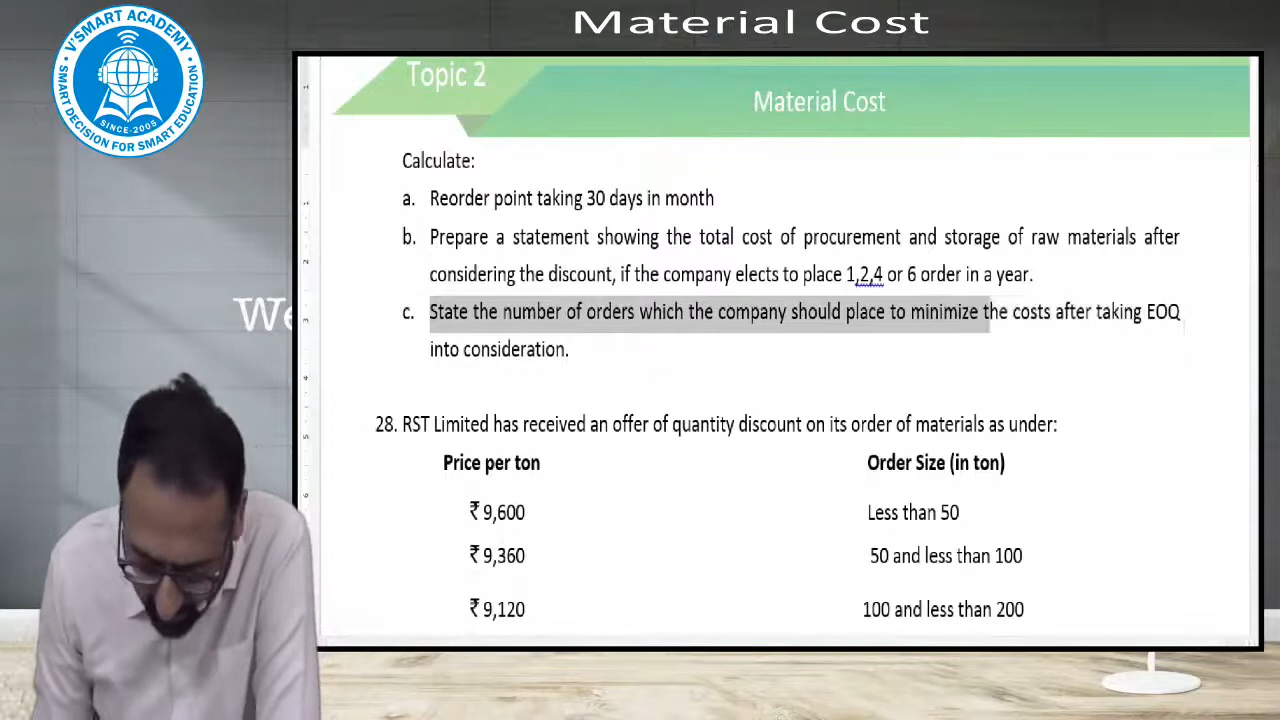 Material Cost
V'SMART ACADEMY
SMART DECISION FOR SMART EDUCATION
SINCE-2005
Topic 2
Material Cost
Calculate:
a. Reorder point taking 30 days in month
b. Prepare a statement showing the total cost of procurement and storage of raw materials after
considering the discount, if the company elects to place 1,2,4 or 6 order in a year.
c. State the number of orders which the company should place to minimize the costs after taking EOQ
into consideration.
We
28. RST Limited has received an offer of quantity discount on its order of materials as under:
Price per ton Order Size (in ton)
₹ 9,600 Less than 50
₹ 9,360 50 and less than 100
₹ 9,120 100 and less than 200